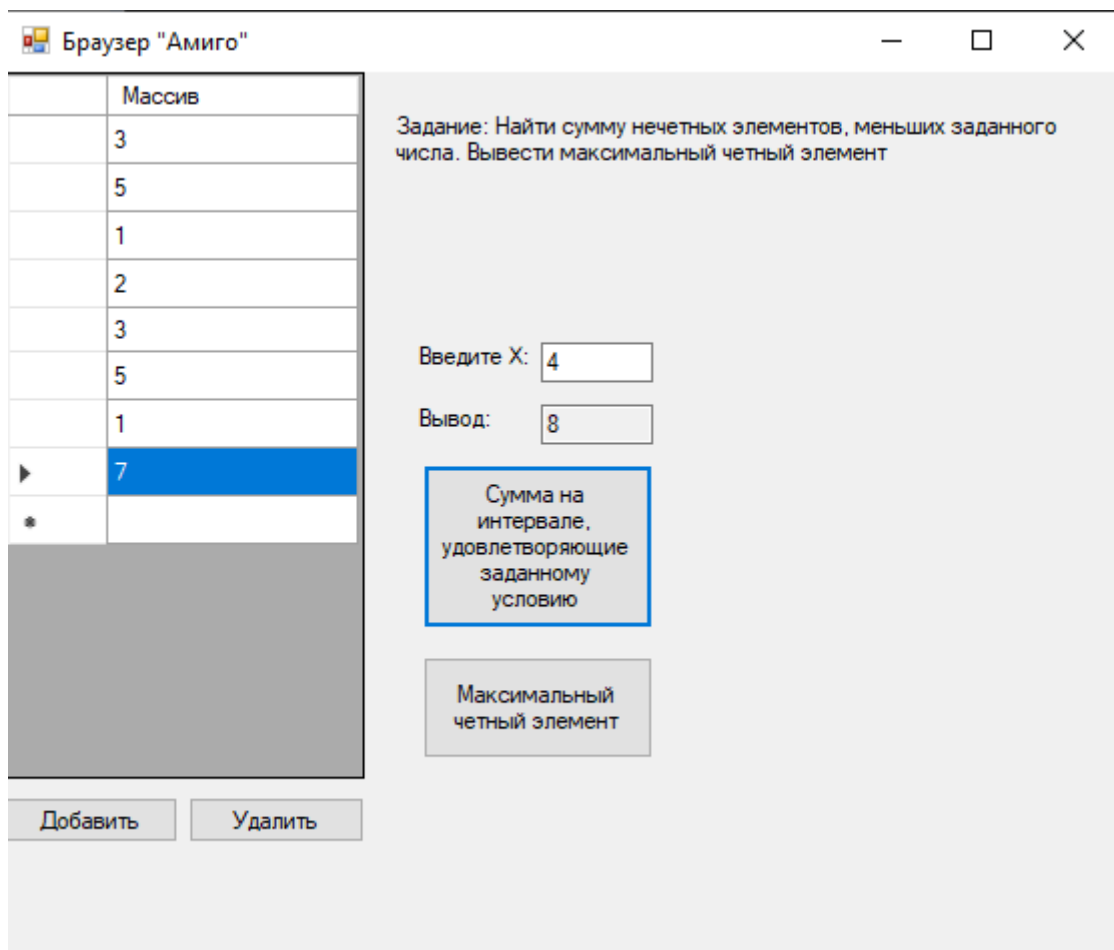 Браузер "Амиго"
Массив
3
5
1
2
3
5
1
7
Задание: Найти сумму нечетных элементов, меньших заданного
числа. Вывести максимальный четный элемент
Введите X:
4
Вывод:
8
Сумма на
интервале,
удовлетворяющие
заданному
условию
Максимальный
четный элемент
Добавить
Удалить